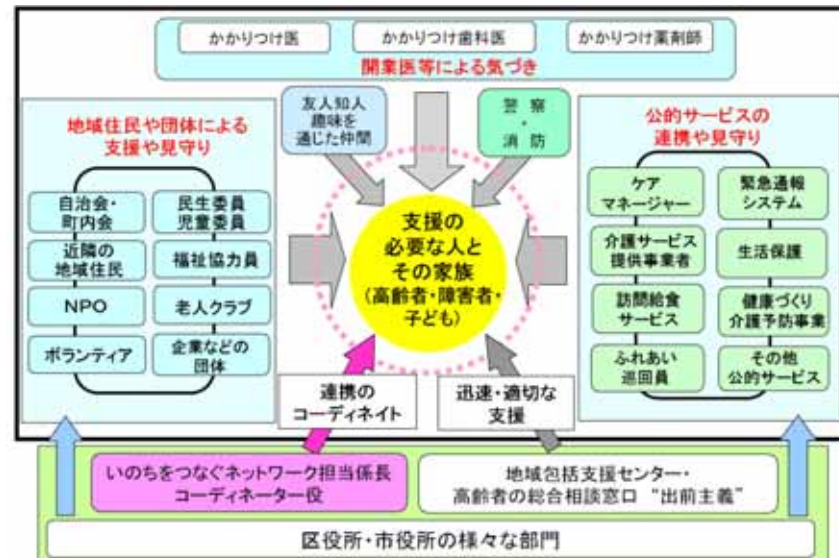 かかりつけ医
かかりつけ歯科医
かかりつけ薬剤師
開業医等による気づき
友人知人
趣味を
通じた仲間
警察
・
消防
地域住民や団体による
支援や見守り
自治会・
町内会
民生委員
児童委員
近隣の
地域住民
福祉協力員
NPO
老人クラブ
ボランティア
企業などの
団体
支援の
必要な人と
その家族
(高齢者・障害者・
子ども)
公的サービスの
連携や見守り
ケア
マネージャー
緊急通報
システム
介護サービス
提供事業者
生活保護
訪問給食
サービス
健康づくり
介護予防事業
ふれあい
巡回員
その他
公的サービス
連携の
コーディネイト
迅速・適切な
支援
いのちをつなぐネットワーク担当係長
コーディネーター役
地域包括支援センター・
高齢者の総合相談窓口 “出前主義”
区役所・市役所の様々な部門